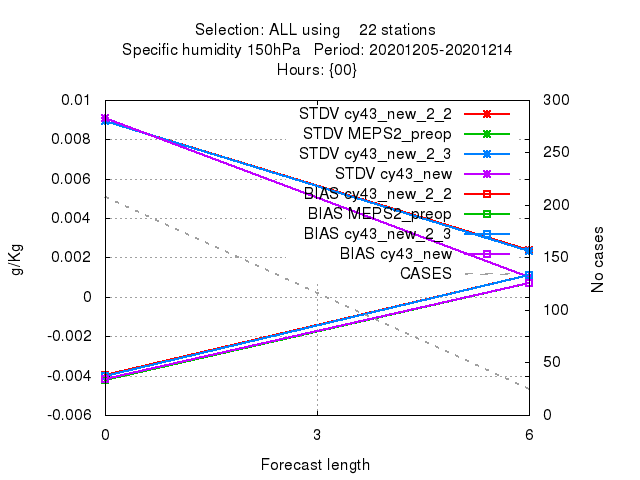 Selection: ALL using 22 stations
Specific humidity 150hPa Period: 20201205-20201214
Hours: {00}
0.01
0.008
0.006
0.004
0.002
0
-0.002
-0.004
-0.006
g/Kg
STDV cy43_new_2_2
STDV MEPS2_preop
STDV cy43_new_2_3
STDV cy43_new
BIAS cy43_new_2_2
BIAS MEPS2_preop
BIAS cy43_new_2_3
BIAS cy43_new
CASES
300
250
200
150
100
50
0
No cases
0 3 6
Forecast length